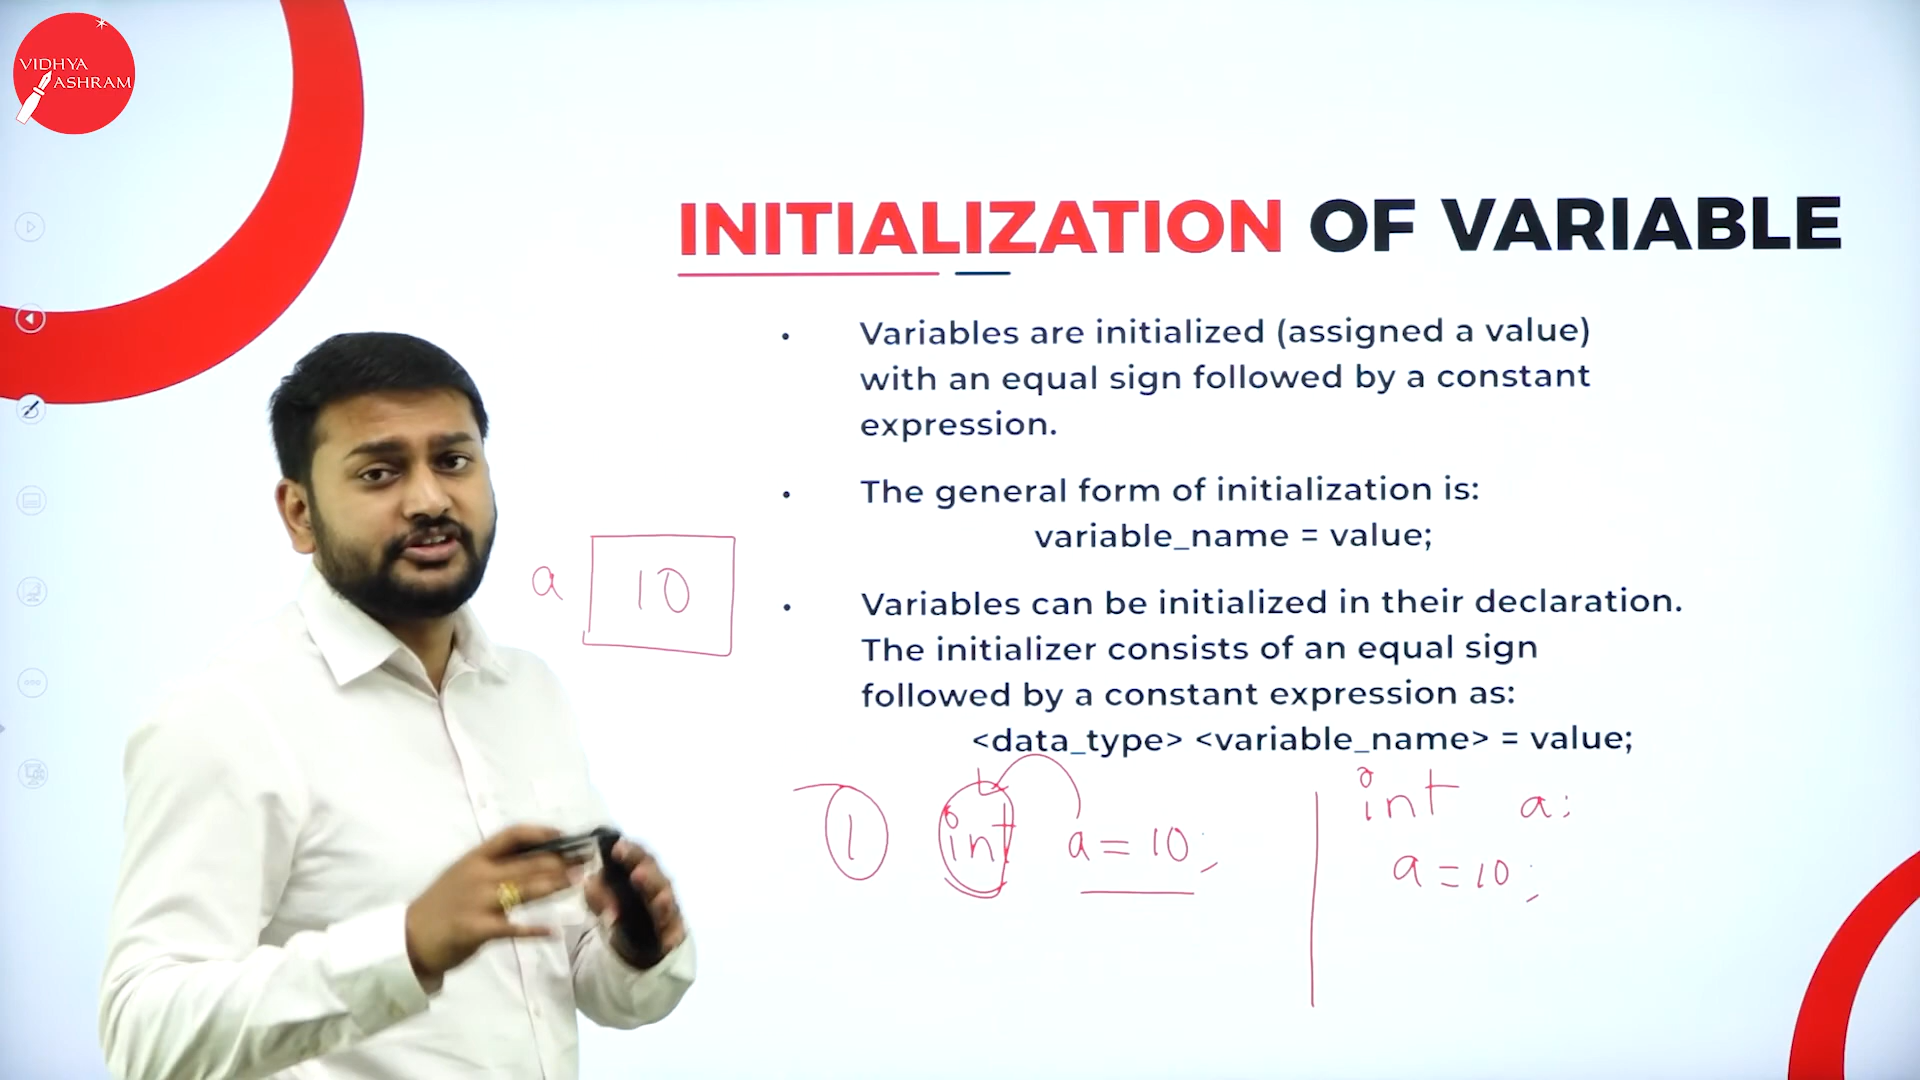 VIDHYA
ASHRAM
INITIALIZATION OF VARIABLE
• Variables are initialized (assigned a value)
with an equal sign followed by a constant
expression.
• The general form of initialization is:
variable_name = value;
a 10
• Variables can be initialized in their declaration.
The initializer consists of an equal sign
followed by a constant expression as:
<data_type> <variable_name> = value;
1 int a = 10;
int a;
a = 10;